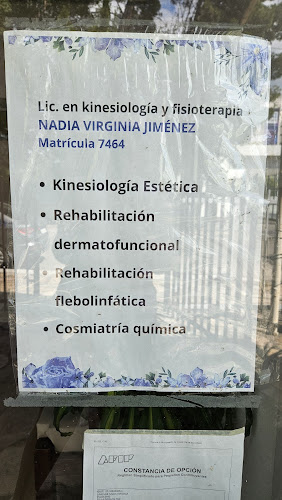 Lic. en kinesiología y fisioterapia
NADIA VIRGINIA JIMÉNEZ
Matrícula 7464
• Kinesiología Estética
• Rehabilitación
dermatofuncional
• Rehabilitación
flebolinfática
• Cosmiatría química
AFIP
CONSTANCIA DE OPCIÓN